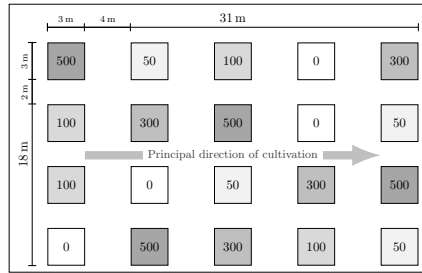 3 m 4 m 31 m
3 m
500 50 100 0 300
2 m
100 300 500 0 50
18 m
Principal direction of cultivation
100 0 50 300 500
0 500 300 100 50